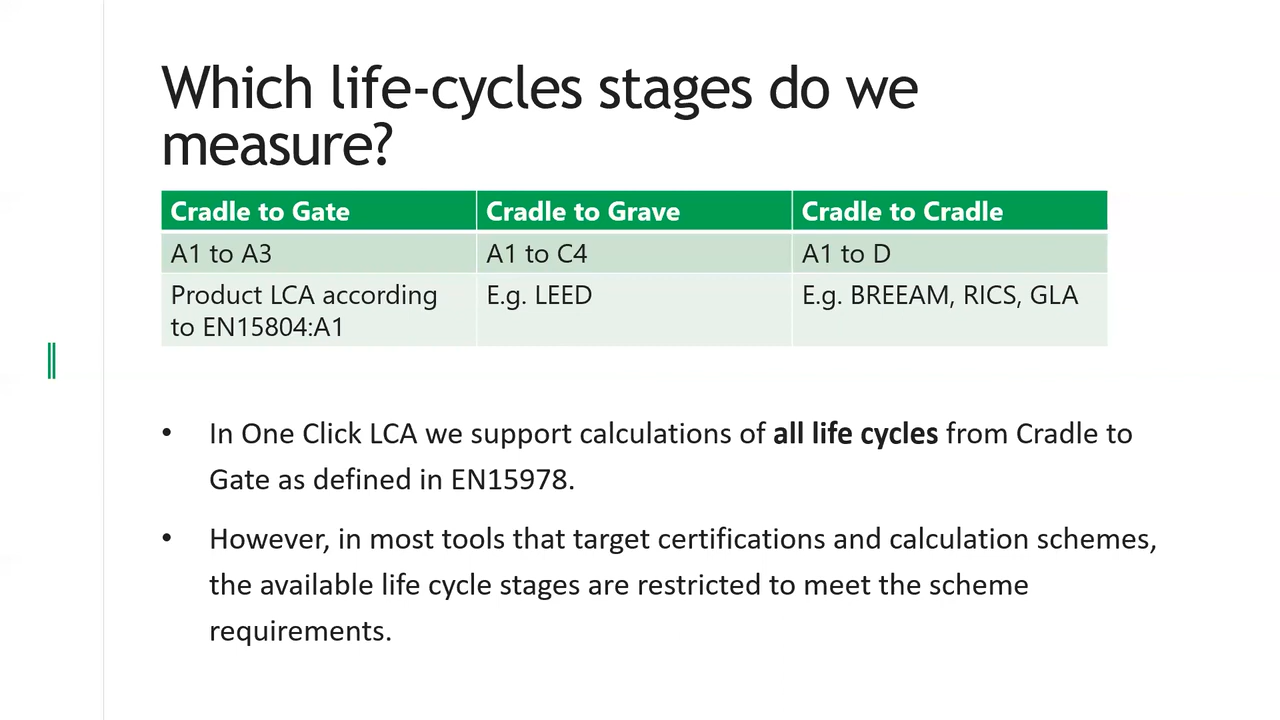 Which life-cycles stages do we
measure?
Cradle to Gate
Cradle to Grave
Cradle to Cradle
A1 to A3
A1 to C4
A1 to D
Product LCA according
to EN15804:A1
E.g. LEED
E.g. BREEAM, RICS, GLA
• In One Click LCA we support calculations of all life cycles from Cradle to
Gate as defined in EN15978.
• However, in most tools that target certifications and calculation schemes,
the available life cycle stages are restricted to meet the scheme
requirements.